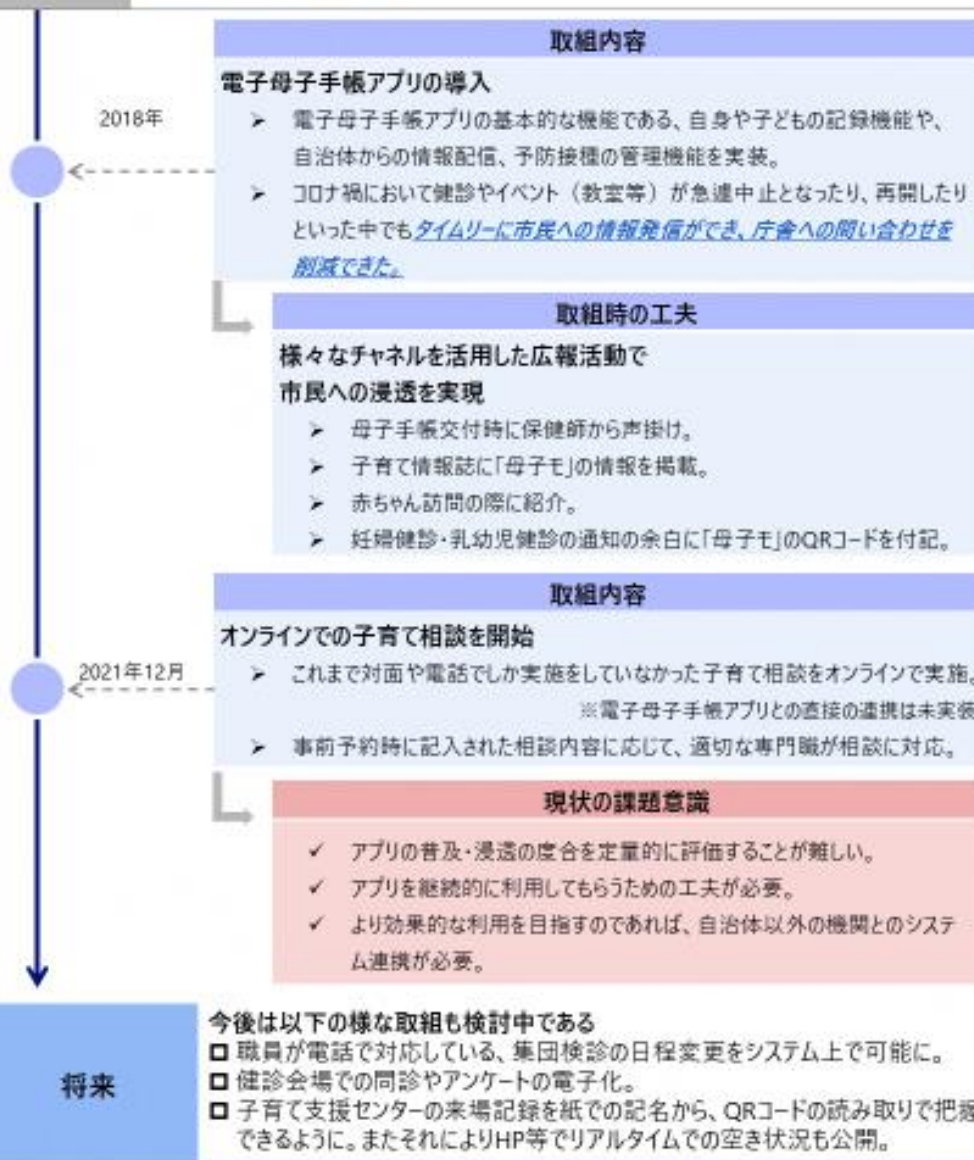 取組内容
電子母子手帳アプリの導入
2018年
➢ 電子母子手帳アプリの基本的な機能である、自身や子どもの記録機能や、
自治体からの情報配信、予防接種の管理機能を実装。
➢ コロナ禍において健診やイベント（教室等）が急遽中止となったり、再開したり
といった中でもタイムリーに市民への情報発信ができ、庁舎への問い合わせを
削減できた。
取組時の工夫
様々なチャネルを活用した広報活動で
市民への浸透を実現
➢ 母子手帳交付時に保健師から声掛け。
➢ 子育て情報誌に「母子モ」の情報を掲載。
➢ 赤ちゃん訪問の際に紹介。
➢ 妊婦健診・乳幼児健診の通知の余白に「母子モ」のQRコードを付記。
取組内容
オンラインでの子育て相談を開始
2021年12月
➢ これまで対面や電話でしか実施をしていなかった子育て相談をオンラインで実施。
※電子母子手帳アプリとの直接の連携は未実装
➢ 事前予約時に記入された相談内容に応じて、適切な専門職が相談に対応。
現状の課題意識
✓ アプリの普及・浸透の度合を定量的に評価することが難しい。
✓ アプリを継続的に利用してもらうための工夫が必要。
✓ より効果的な利用を目指すのであれば、自治体以外の機関とのシステ
ム連携が必要。
将来
今後は以下の様な取組も検討中である
□ 職員が電話で対応している、集団検診の日程変更をシステム上で可能に。
□ 健診会場での問診やアンケートの電子化。
□ 子育て支援センターの来場記録を紙での記名から、QRコードの読み取りで把握
できるように。またそれによりHP等でリアルタイムでの空き状況も公開。